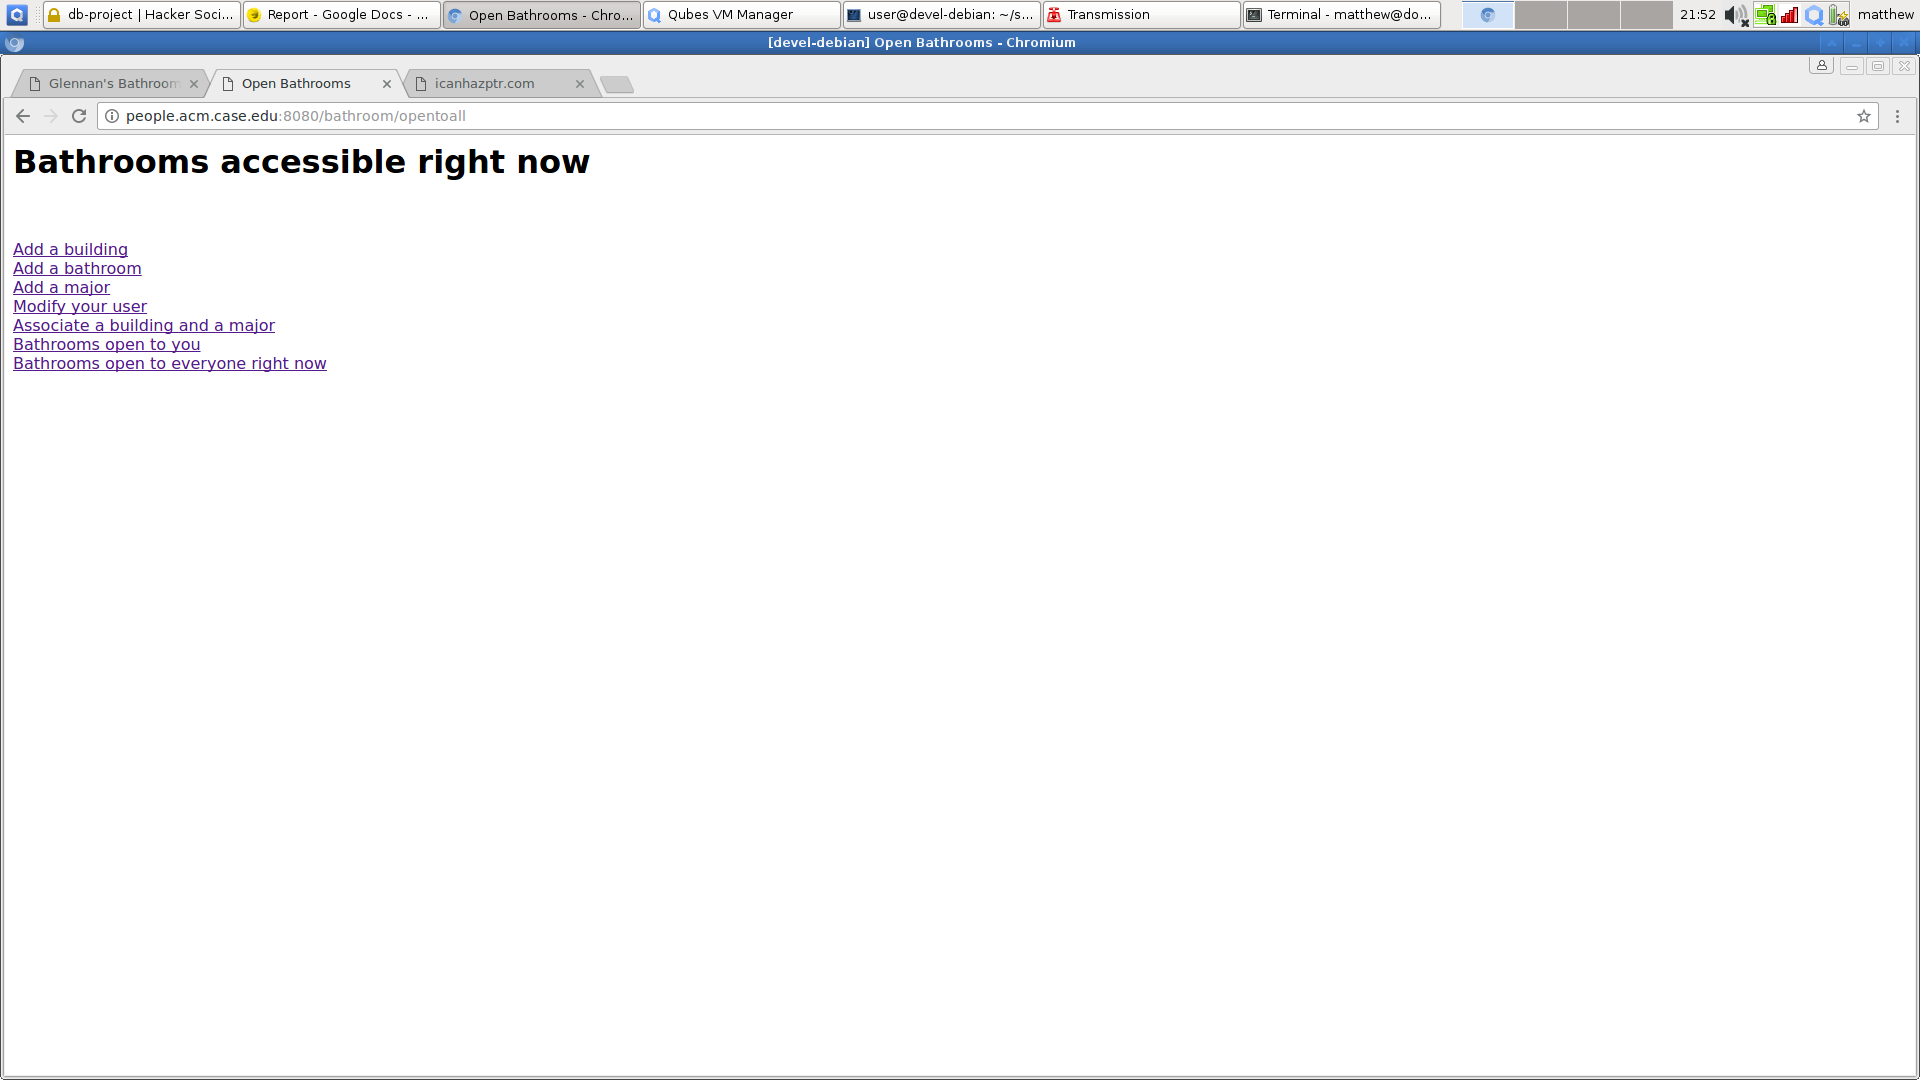 db-project | Hacker Soci... Report - Google Docs - ... Open Bathrooms - Chro... Qubes VM Manager user@devel-debian: ~/s... Transmission Terminal - matthew@do... 21:52 matthew
[devel-debian] Open Bathrooms - Chromium
Glennan's Bathroom Open Bathrooms icanhazptr.com
people.acm.case.edu:8080/bathroom/opentoall
Bathrooms accessible right now
Add a building
Add a bathroom
Add a major
Modify your user
Associate a building and a major
Bathrooms open to you
Bathrooms open to everyone right now